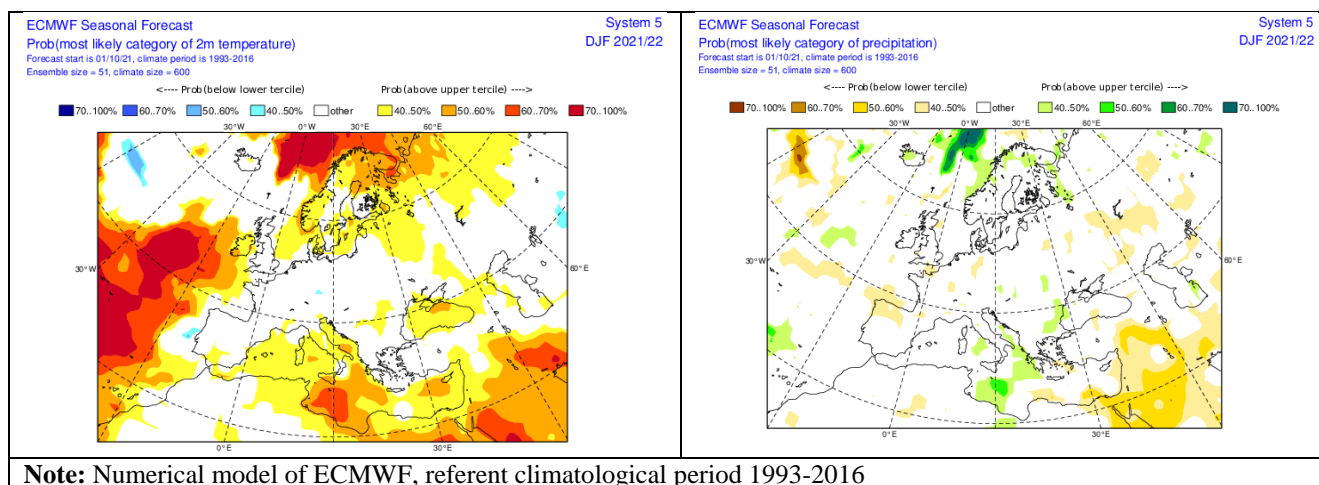 ECMWF Seasonal Forecast
System 5
Prob(most likely category of 2m temperature)
DJF 2021/22
Forecast start is 01/10/21, climate period is 1993-2016
Ensemble size = 51, climate size = 600
<---- Prob(below lower tercile)
Prob(above upper tercile) ---->
70..100% 60..70% 50..60% 40..50% other 40..50% 50..60% 60..70% 70..100%
30°W 0°W 30°E 60°E
30°W
60°E
0°E 30°E
ECMWF Seasonal Forecast
System 5
Prob(most likely category of precipitation)
DJF 2021/22
Forecast start is 01/10/21, climate period is 1993-2016
Ensemble size = 51, climate size = 600
<---- Prob(below lower tercile)
Prob(above upper tercile) ---->
70..100% 60..70% 50..60% 40..50% other 40..50% 50..60% 60..70% 70..100%
30°W 0°W 30°E 60°E
30°W
60°E
0°E 30°E
Note: Numerical model of ECMWF, referent climatological period 1993-2016